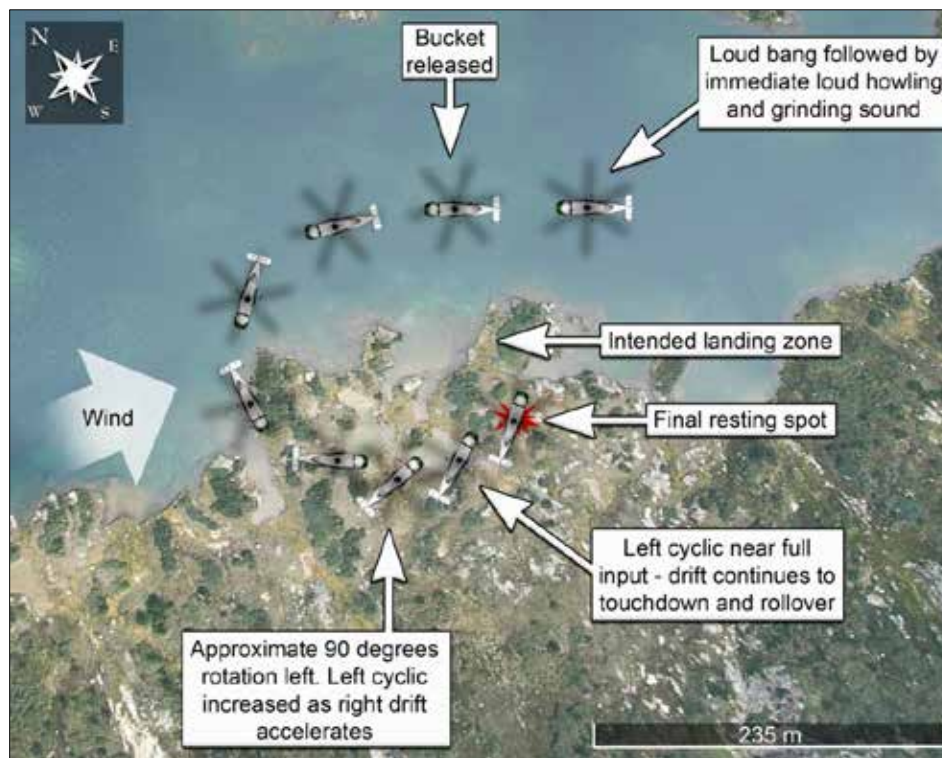 N
E
W
S
Bucket
released
Loud bang followed by
immediate loud howling
and grinding sound
Intended landing zone
Wind
Final resting spot
Left cyclic near full
input - drift continues to
touchdown and rollover
Approximate 90 degrees
rotation left. Left cyclic
increased as right drift
accelerates
235 m